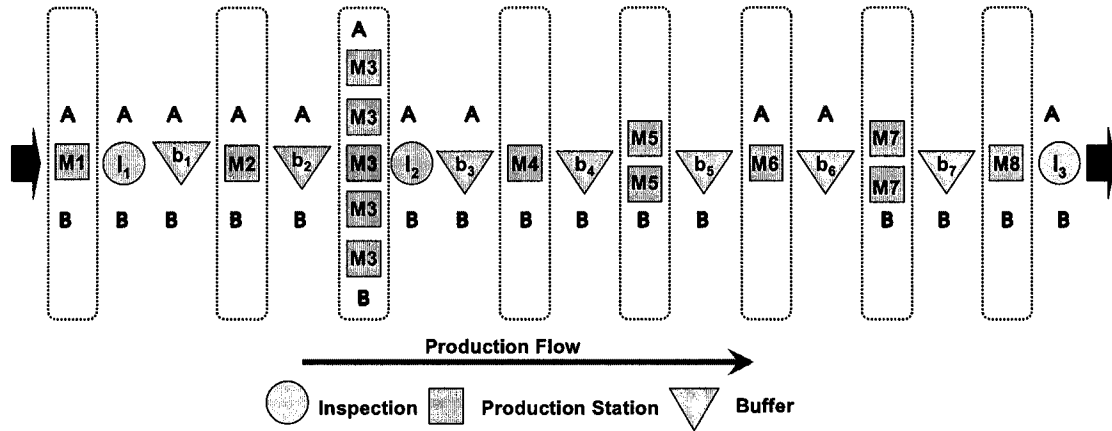 A
M3
M3
A A A A A A A A A A
M1 I₁ b₁ M2 b₂ M3 I₂ b₃ M4 b₄ M5 b₅ M6 b₆ M7 b₇ M8 I₃
M5 M7
M3
B B B B B B B B B B B B B B B B B
M3
B
Production Flow
Inspection Production Station Buffer